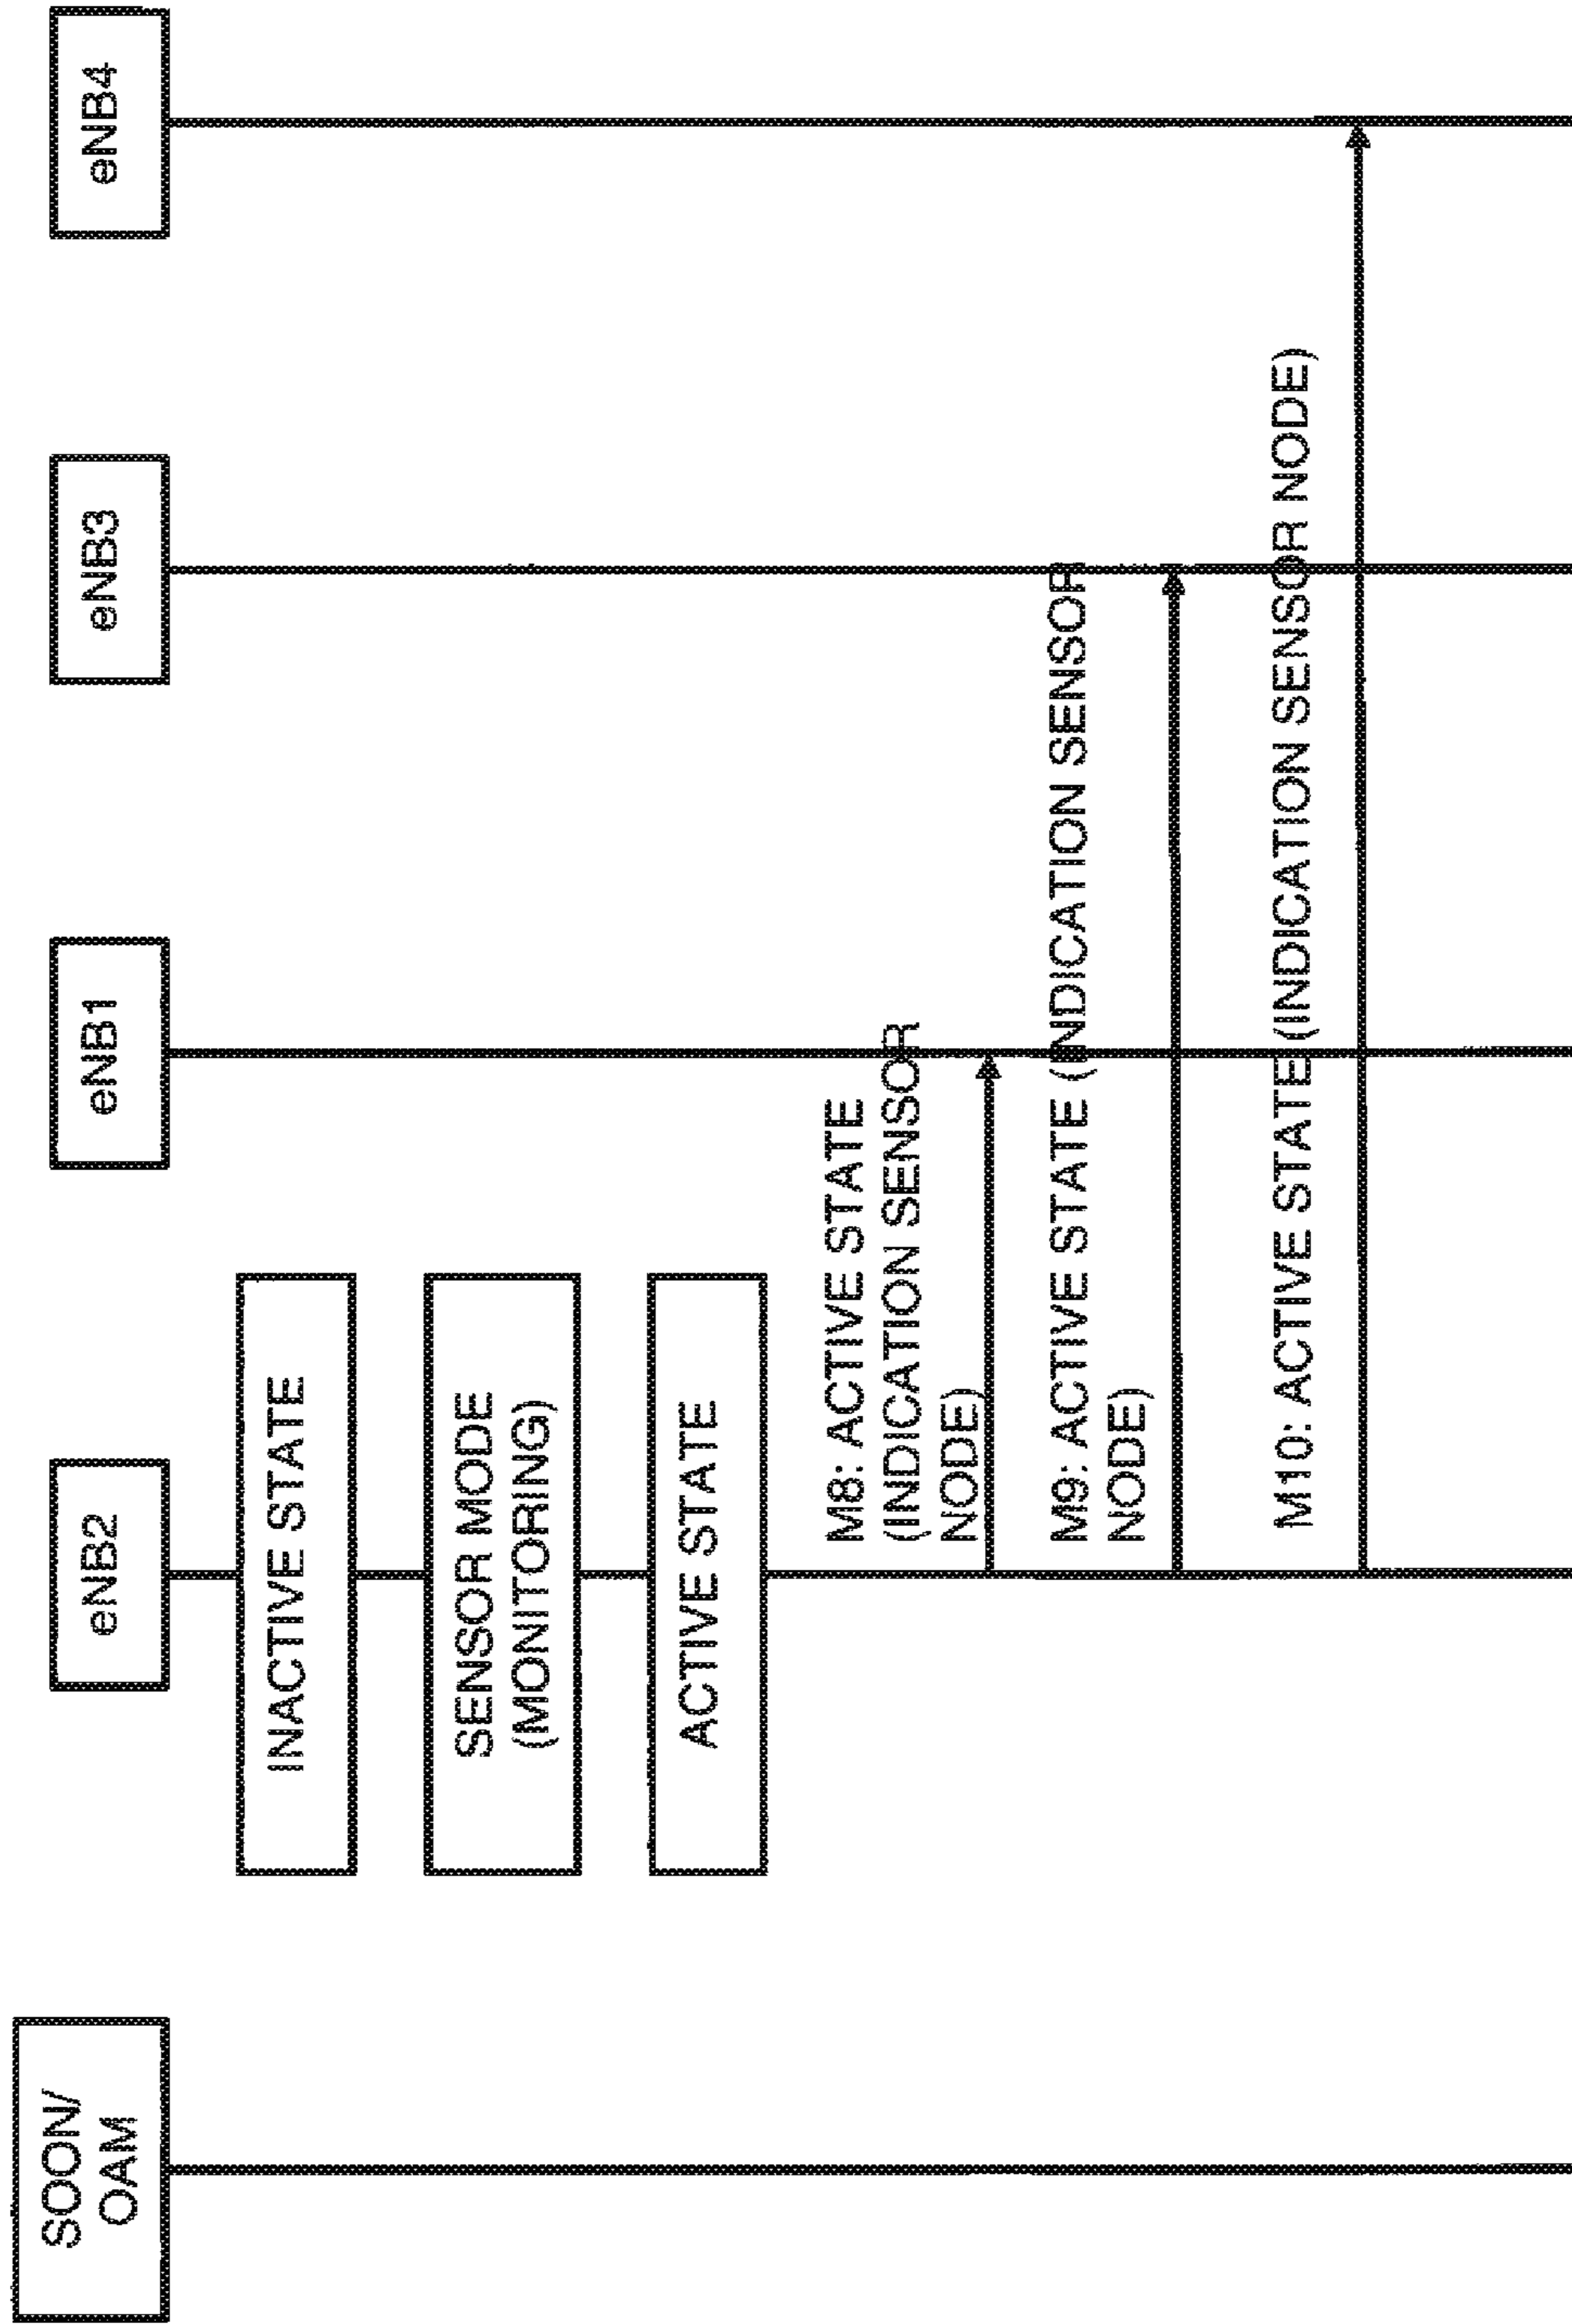 SOON/
OAM
eNB2
eNB1
eNB3
eNB4
INACTIVE STATE
SENSOR MODE
(MONITORING)
ACTIVE STATE
M8: ACTIVE STATE
(INDICATION SENSOR
NODE)
M9: ACTIVE STATE (INDICATION SENSOR
NODE)
M10: ACTIVE STATE (INDICATION SENSOR NODE)